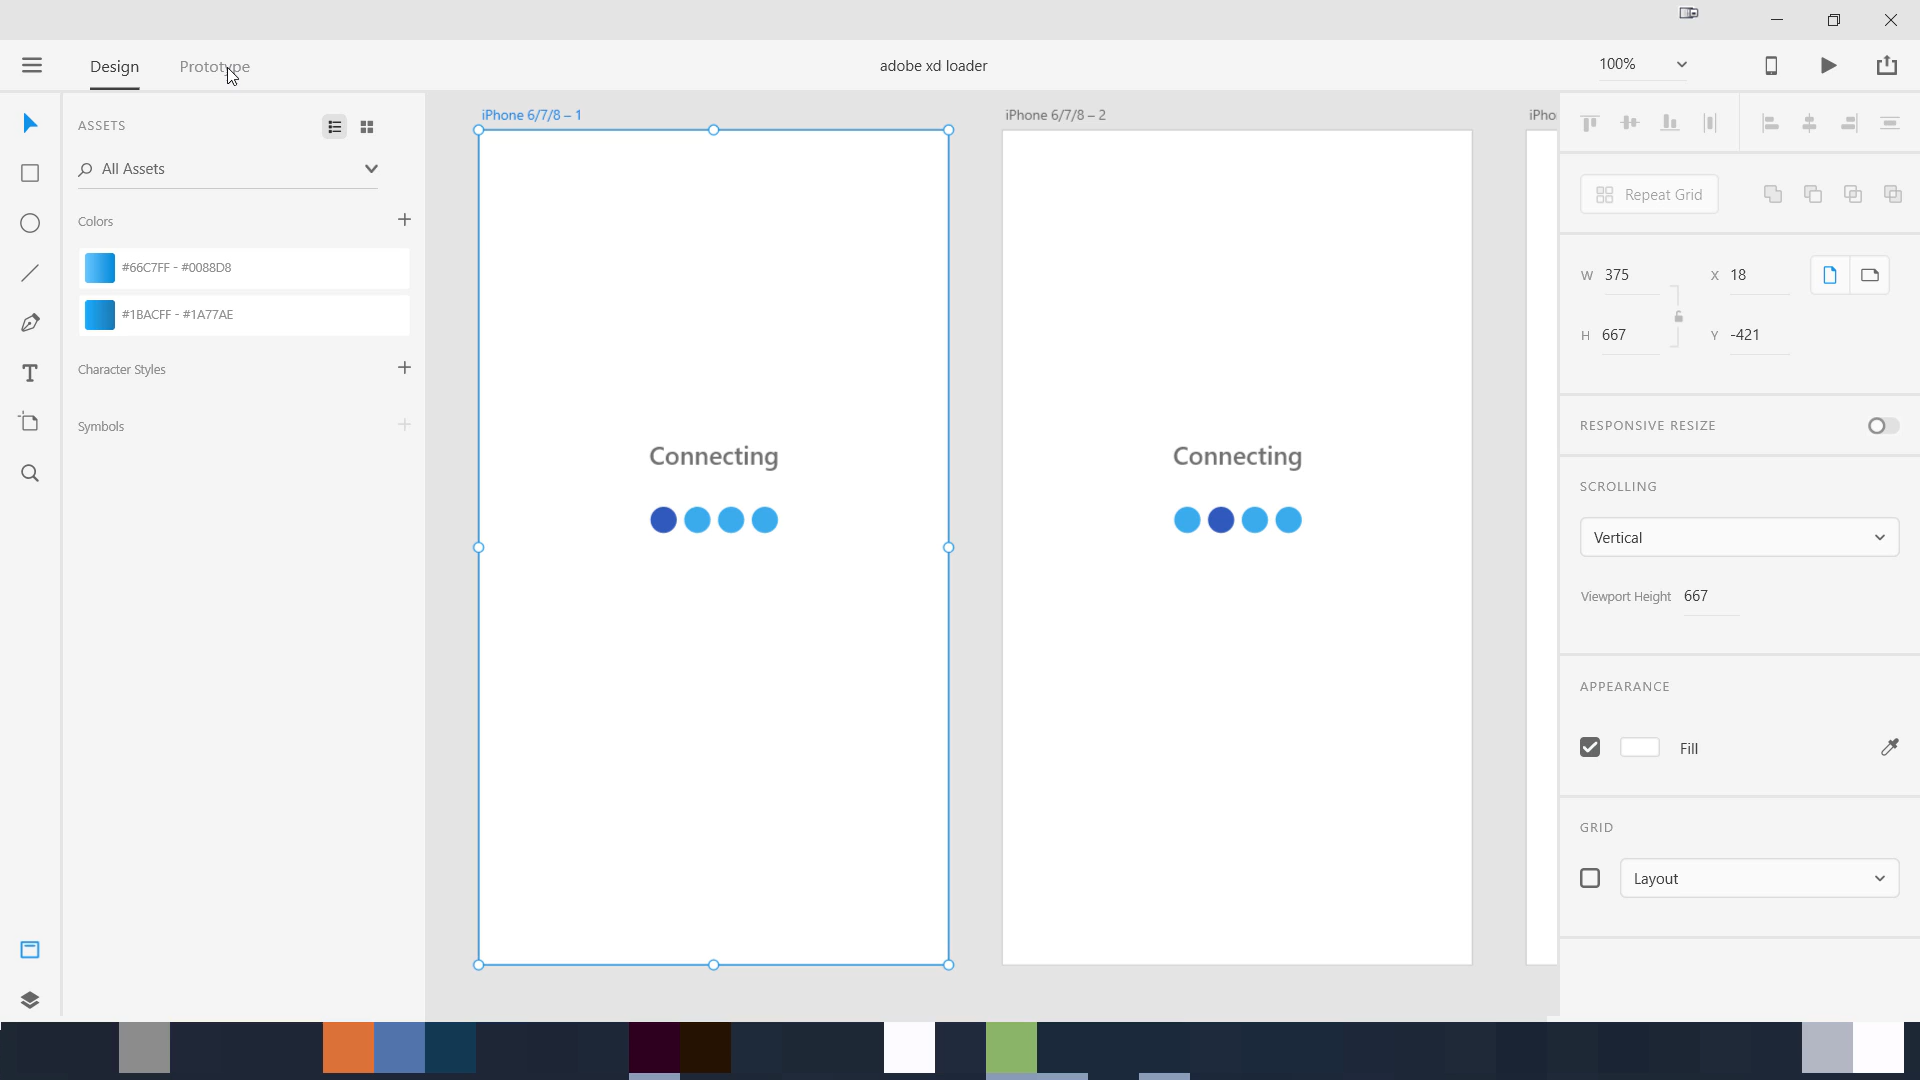 Design
Prototype
adobe xd loader
100%
ASSETS
All Assets
Colors
#66C7FF - #0088D8
#1BACFF - #1A77AE
Character Styles
Symbols
iPhone 6/7/8 – 1
iPhone 6/7/8 – 2
iPho
Connecting
Connecting
Repeat Grid
W 375
X 18
H 667
Y -421
RESPONSIVE RESIZE
SCROLLING
Vertical
Viewport Height 667
APPEARANCE
Fill
GRID
Layout